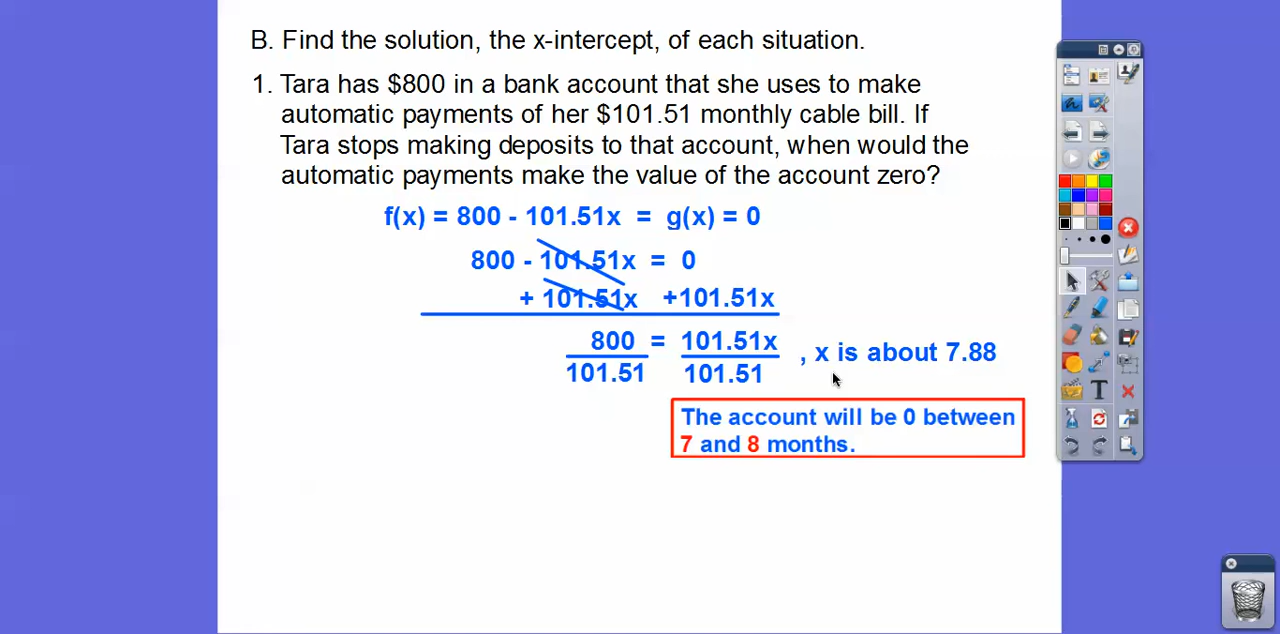 B. Find the solution, the x-intercept, of each situation.
1. Tara has $800 in a bank account that she uses to make
automatic payments of her $101.51 monthly cable bill. If
Tara stops making deposits to that account, when would the
automatic payments make the value of the account zero?
f(x) = 800 - 101.51x = g(x) = 0
800 - 101.51x = 0
+ 101.51x +101.51x
800 = 101.51x
101.51 101.51
, x is about 7.88
The account will be 0 between
7 and 8 months.
T